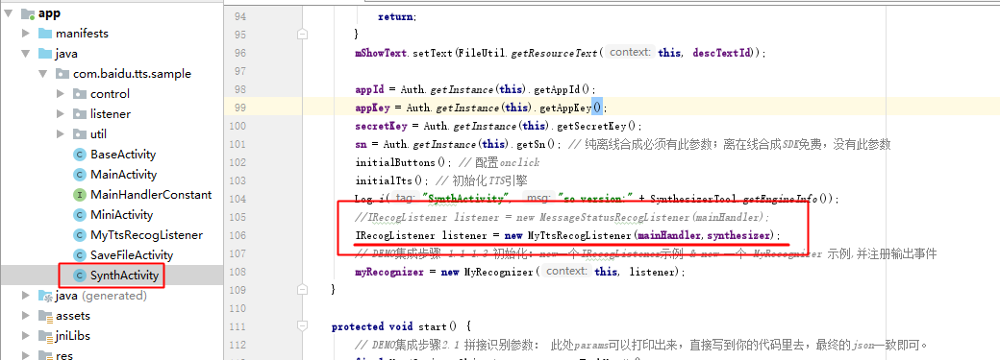 app
manifests
java
com.baidu.tts.sample
control
listener
util
BaseActivity
MainActivity
MainHandlerConstant
MiniActivity
MyTtsRecogListener
SaveFileActivity
SynthActivity
java (generated)
assets
jniLibs
res
94 return;
95 }
96 mShowText.setText(FileUtil.getResourceText( context: this, descTextId));
97
98 appId = Auth.getInstance(this).getAppId();
99 appKey = Auth.getInstance(this).getAppKey();
100 secretKey = Auth.getInstance(this).getSecretKey();
101 sn = Auth.getInstance(this).getSn(); // 纯离线合成必须有此参数；离在线合成SDK免费，没有此参数
102 initialButtons(); // 配置onclick
103 initialTts(); // 初始化TTS引擎
104 Log.i( tag: "SynthActivity", msg: "so version:" + SynthesizerTool.getEngineInfo());
105 //IRecogListener listener = new MessageStatusRecogListener(mainHandler);
106 IRecogListener listener = new MyTtsRecogListener(mainHandler,synthesizer);
107 // DEMO集成步骤 1.1 1.3 初始化：new一个IRecogListener示例 & new 一个 MyRecognizer 示例,并注册输出事件
108 myRecognizer = new MyRecognizer( context: this, listener);
109 }
110
111 protected void start() {
112 // DEMO集成步骤2.1 拼接识别参数： 此处params可以打印出来，直接写到你的代码里去，最终的json一致即可。